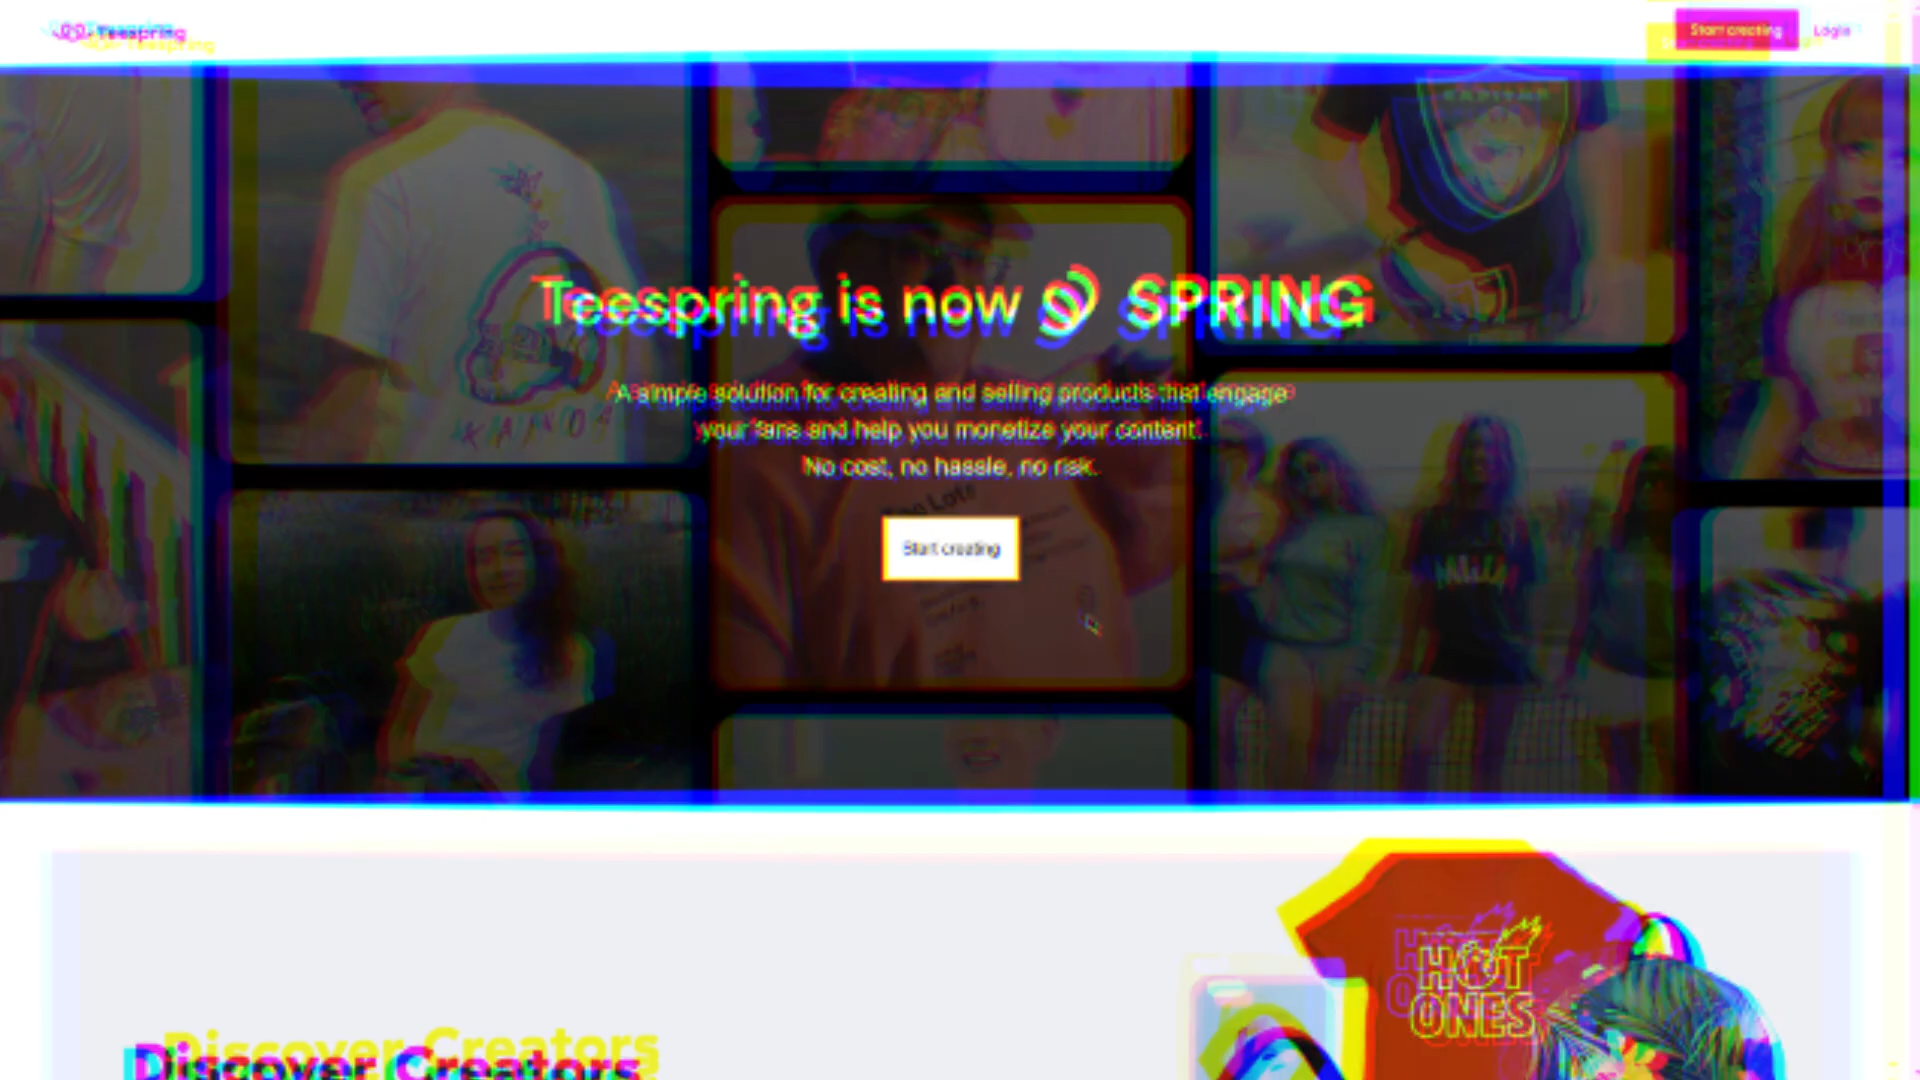 Teespring
Start creating
Login
Teespring is now SPRING
A simple solution for creating and selling products that engage
your fans and help you monetize your content.
No cost, no hassle, no risk.
Start creating
HOT
ONES
Discover Creators